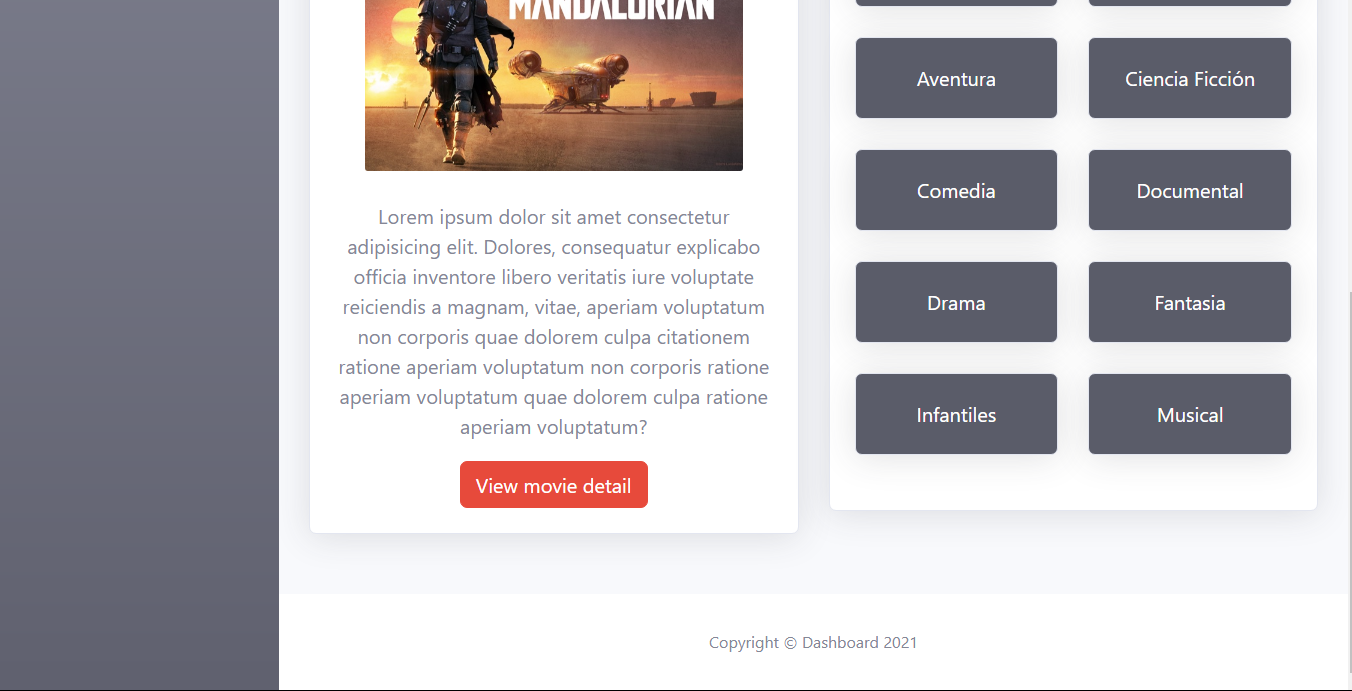 MANDALORIAN
Lorem ipsum dolor sit amet consectetur
adipisicing elit. Dolores, consequatur explicabo
officia inventore libero veritatis iure voluptate
reiciendis a magnam, vitae, aperiam voluptatum
non corporis quae dolorem culpa citationem
ratione aperiam voluptatum non corporis ratione
aperiam voluptatum quae dolorem culpa ratione
aperiam voluptatum?
View movie detail
Aventura
Ciencia Ficción
Comedia
Documental
Drama
Fantasia
Infantiles
Musical
Copyright © Dashboard 2021